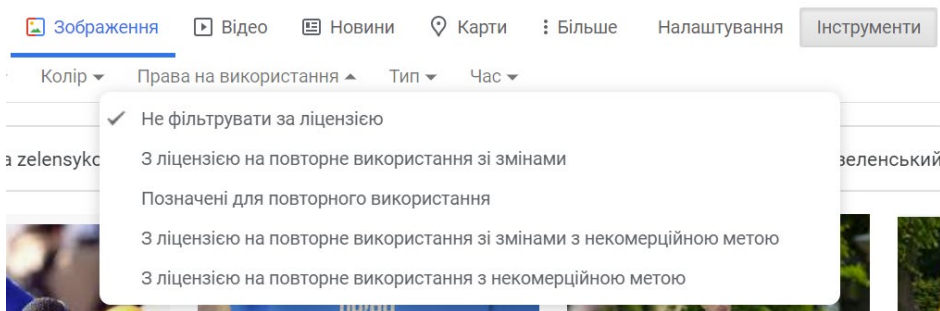 Зображення Відео Новини Карти Більше Налаштування Інструменти
Колір Права на використання Тип Час
Не фільтрувати за ліцензією
a zelensyko зеленський
З ліцензією на повторне використання зі змінами
Позначені для повторного використання
З ліцензією на повторне використання зі змінами з некомерційною метою
З ліцензією на повторне використання з некомерційною метою